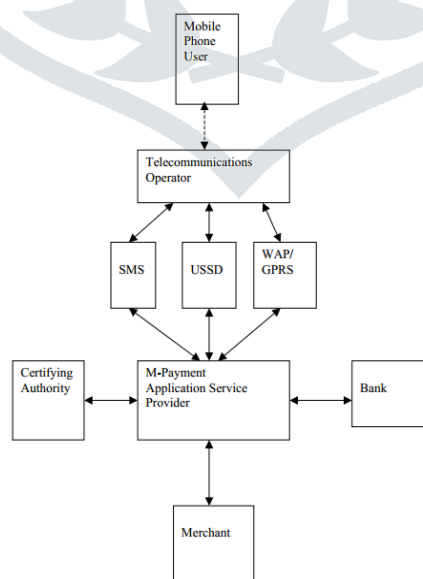 Mobile
Phone
User
Telecommunications
Operator
SMS
USSD
WAP/
GPRS
Certifying
Authority
M-Payment
Application Service
Provider
Bank
Merchant